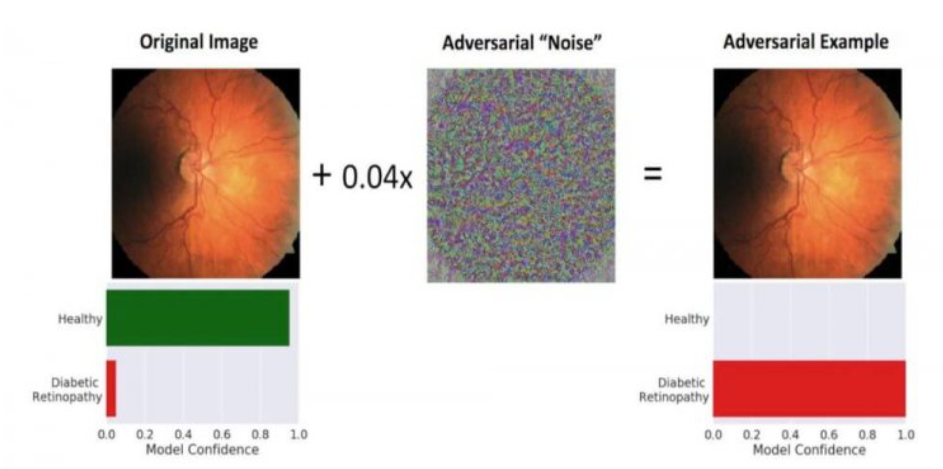 Original Image
Adversarial “Noise”
Adversarial Example
+ 0.04x
=
Healthy
Diabetic
Retinopathy
0.0 0.2 0.4 0.6 0.8 1.0
Model Confidence
Healthy
Diabetic
Retinopathy
0.0 0.2 0.4 0.6 0.8 1.0
Model Confidence